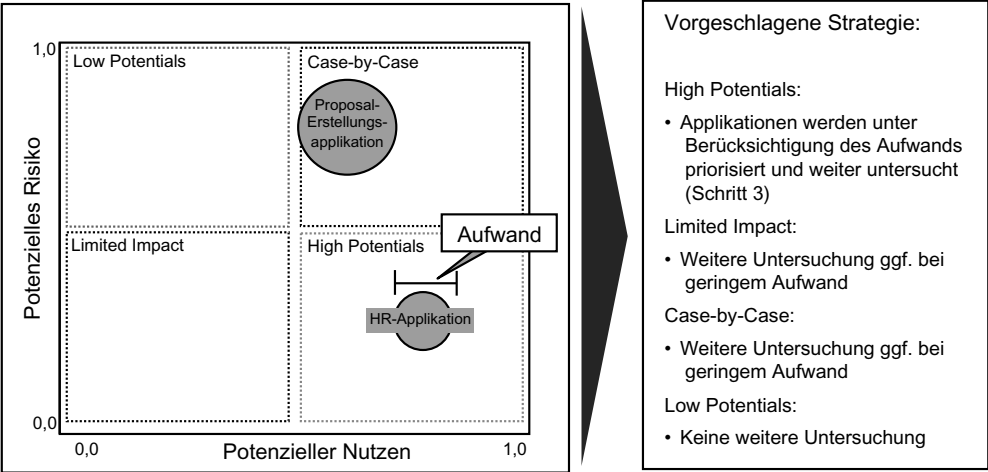 1,0
Low Potentials
Case-by-Case
Proposal-
Erstellungs-
applikation
Potenzielles Risiko
Limited Impact
High Potentials
Aufwand
HR-Applikation
0,0
0,0
Potenzieller Nutzen
1,0
Vorgeschlagene Strategie:
High Potentials:
• Applikationen werden unter
Berücksichtigung des Aufwands
priorisiert und weiter untersucht
(Schritt 3)
Limited Impact:
• Weitere Untersuchung ggf. bei
geringem Aufwand
Case-by-Case:
• Weitere Untersuchung ggf. bei
geringem Aufwand
Low Potentials:
• Keine weitere Untersuchung